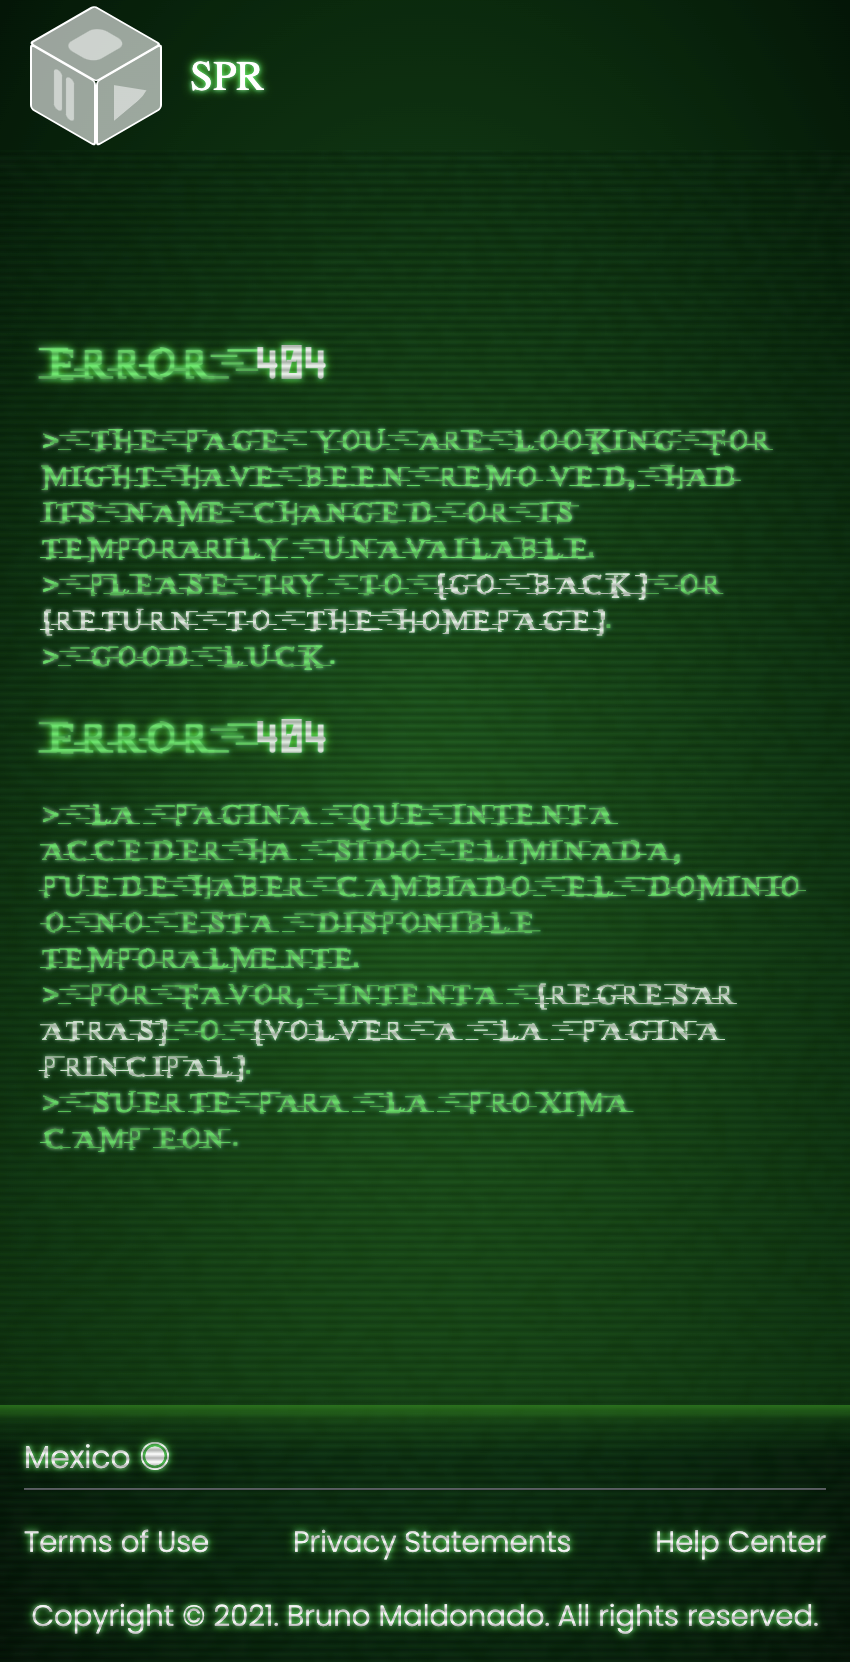 SPR
ERROR 404
> THE PAGE YOU ARE LOOKING FOR
MIGHT HAVE BEEN REMOVED, HAD
ITS NAME CHANGED OR IS
TEMPORARILY UNAVAILABLE.
> PLEASE TRY TO [GO BACK] OR
[RETURN TO THE HOMEPAGE].
> GOOD LUCK.
ERROR 404
> LA PAGINA QUE INTENTA
ACCEDER HA SIDO ELIMINADA,
PUEDE HABER CAMBIADO EL DOMINIO
O NO ESTA DISPONIBLE
TEMPORALMENTE.
> POR FAVOR, INTENTA [REGRESAR
ATRAS] O [VOLVER A LA PAGINA
PRINCIPAL].
> SUERTE PARA LA PROXIMA
CAMPEON.
Mexico
Terms of Use Privacy Statements Help Center
Copyright © 2021. Bruno Maldonado. All rights reserved.